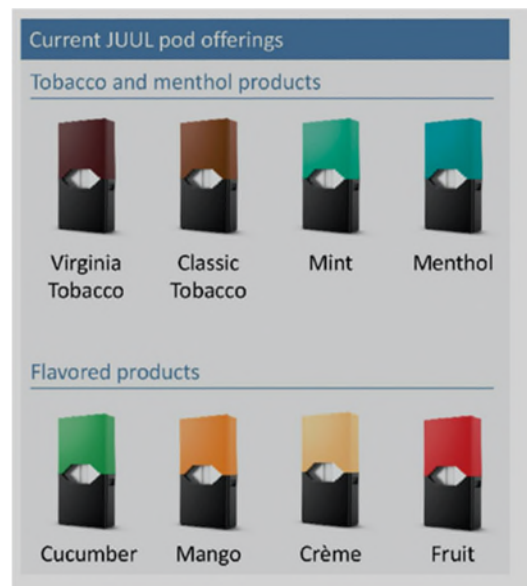 Current JUUL pod offerings
Tobacco and menthol products
Virginia Tobacco
Classic Tobacco
Mint
Menthol
Flavored products
Cucumber
Mango
Crème
Fruit